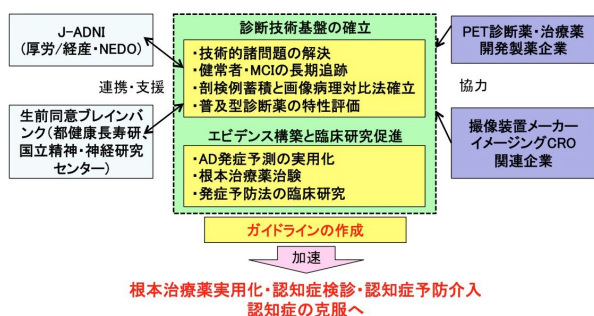 J-ADNI
(厚労/経産・NEDO)
連携・支援
生前同意ブレインバ
ンク(都健康長寿研
国立精神・神経研究
センター)
診断技術基盤の確立
・技術的諸問題の解決
・健常者・MCIの長期追跡
・剖検例蓄積と画像病理対比法確立
・普及型診断薬の特性評価
エビデンス構築と臨床研究促進
・AD発症予測の実用化
・根本治療薬治験
・発症予防法の臨床研究
PET診断薬・治療薬
開発製薬企業
協力
撮像装置メーカー
イメージングCRO
関連企業
ガイドラインの作成
加速
根本治療薬実用化・認知症検診・認知症予防介入
認知症の克服へ